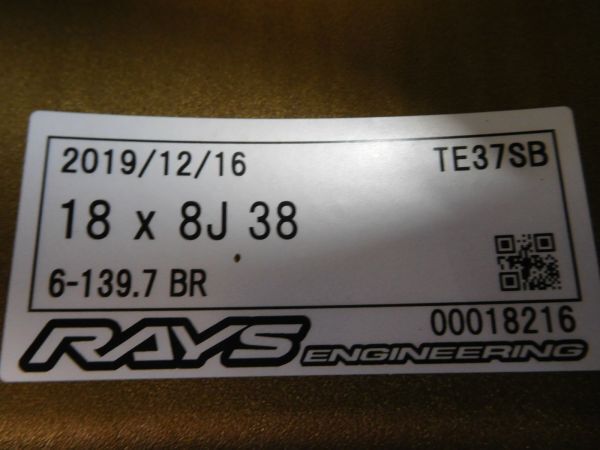 2019/12/16 TE37SB
18 x 8J 38
6-139.7 BR
00018216
RAYS ENGINEERING